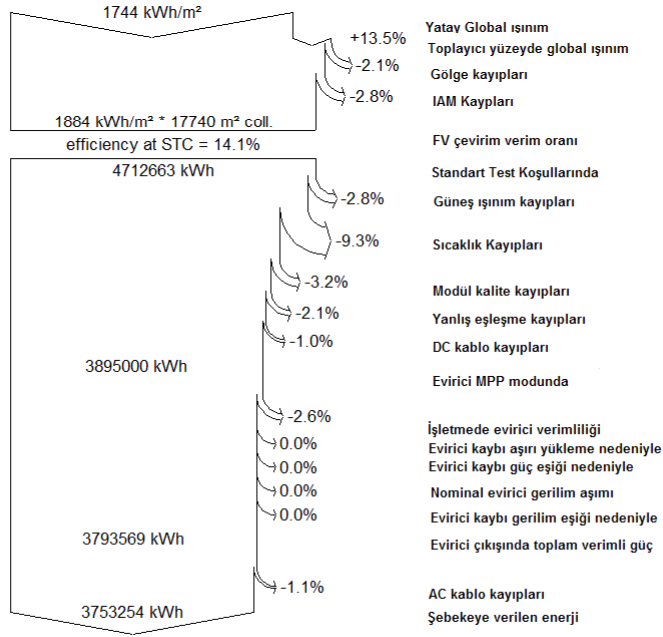 1744 kWh/m²
Yatay Global ışınım
+13.5%
Toplayıcı yüzeyde global ışınım
-2.1%
Gölge kayıpları
-2.8%
IAM Kaypları
1884 kWh/m² * 17740 m² coll.
efficiency at STC = 14.1%
FV çevirim verim oranı
4712663 kWh
Standart Test Koşullarında
-2.8%
Güneş ışınım kayıpları
-9.3%
Sıcaklık Kayıpları
-3.2%
Modül kalite kayıpları
-2.1%
Yanlış eşleşme kayıpları
-1.0%
DC kablo kayıpları
3895000 kWh
Evirici MPP modunda
-2.6%
İşletmede evirici verimliliği
0.0%
Evirici kaybı aşırı yükleme nedeniyle
0.0%
Evirici kaybı güç eşiği nedeniyle
0.0%
Nominal evirici gerilim aşımı
0.0%
Evirici kaybı gerilim eşiği nedeniyle
3793569 kWh
Evirici çıkışında toplam verimli güç
-1.1%
AC kablo kayıpları
3753254 kWh
Şebekeye verilen enerji